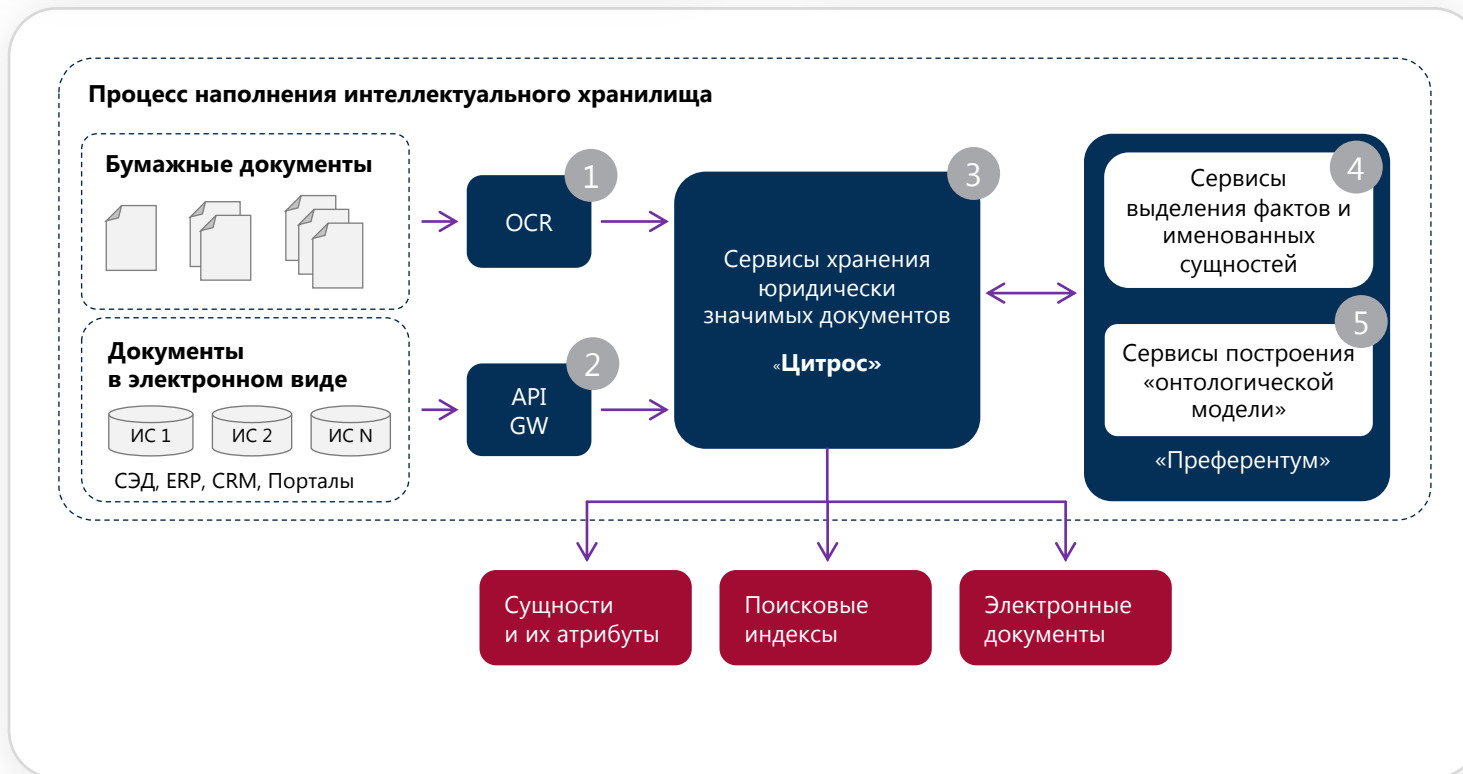 Процесс наполнения интеллектуального хранилища
Бумажные документы
Документы
в электронном виде
ИС 1
ИС 2
ИС N
СЭД, ERP, CRM, Порталы
1
OCR
2
API
GW
3
Сервисы хранения
юридически
значимых документов
«Цитрос»
4
Сервисы
выделения фактов и
именованных
сущностей
5
Сервисы построения
«онтологической
модели»
«Преферентум»
Сущности
и их атрибуты
Поисковые
индексы
Электронные
документы